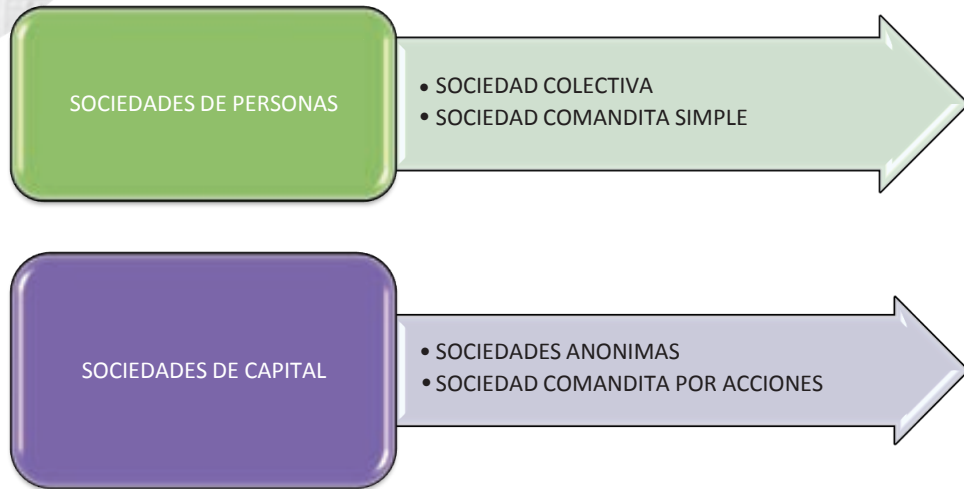 SOCIEDADES DE PERSONAS
• SOCIEDAD COLECTIVA
• SOCIEDAD COMANDITA SIMPLE
SOCIEDADES DE CAPITAL
• SOCIEDADES ANONIMAS
• SOCIEDAD COMANDITA POR ACCIONES